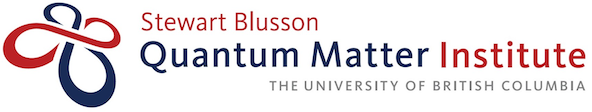 Stewart Blusson
Quantum Matter Institute
THE UNIVERSITY OF BRITISH COLUMBIA